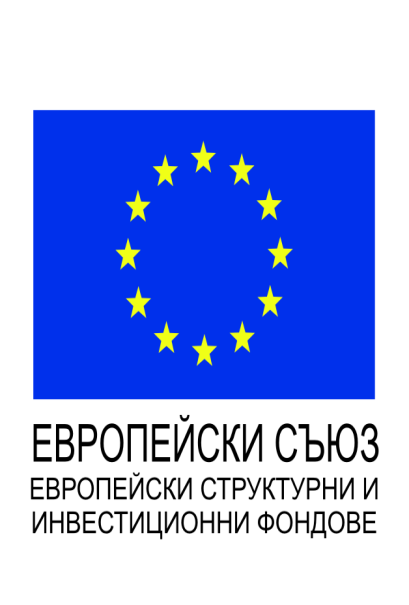 ЕВРОПЕЙСКИ СЪЮЗ
ЕВРОПЕЙСКИ СТРУКТУРНИ И
ИНВЕСТИЦИОННИ ФОНДОВЕ